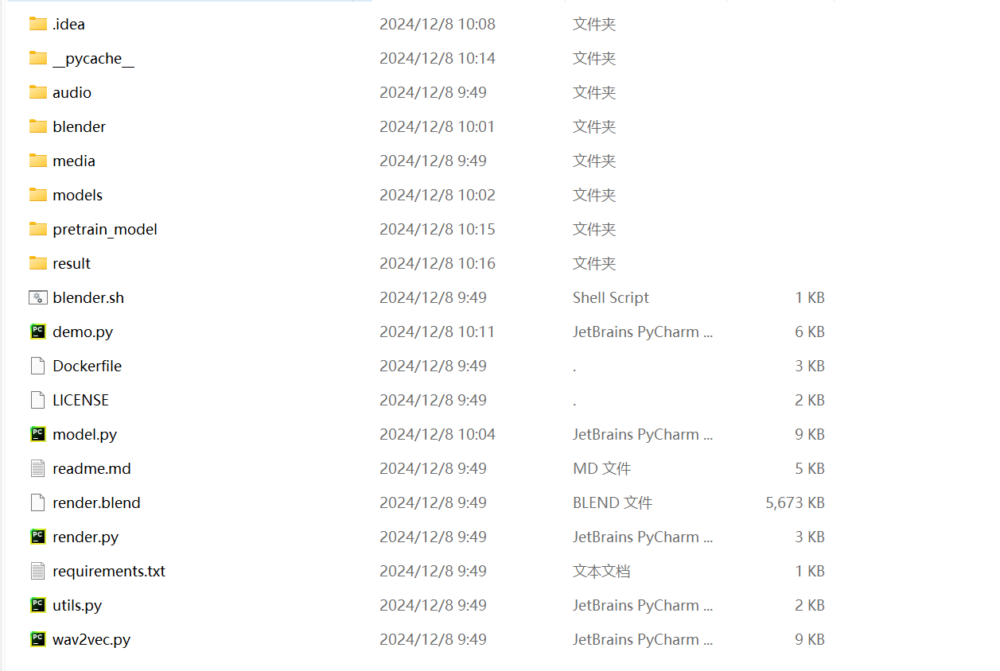 .idea 2024/12/8 10:08 文件夹
__pycache__ 2024/12/8 10:14 文件夹
audio 2024/12/8 9:49 文件夹
blender 2024/12/8 10:01 文件夹
media 2024/12/8 9:49 文件夹
models 2024/12/8 10:02 文件夹
pretrain_model 2024/12/8 10:15 文件夹
result 2024/12/8 10:16 文件夹
blender.sh 2024/12/8 9:49 Shell Script 1 KB
demo.py 2024/12/8 10:11 JetBrains PyCharm ... 6 KB
Dockerfile 2024/12/8 9:49 . 3 KB
LICENSE 2024/12/8 9:49 . 2 KB
model.py 2024/12/8 10:04 JetBrains PyCharm ... 9 KB
readme.md 2024/12/8 9:49 MD 文件 5 KB
render.blend 2024/12/8 9:49 BLEND 文件 5,673 KB
render.py 2024/12/8 9:49 JetBrains PyCharm ... 3 KB
requirements.txt 2024/12/8 9:49 文本文档 1 KB
utils.py 2024/12/8 9:49 JetBrains PyCharm ... 2 KB
wav2vec.py 2024/12/8 9:49 JetBrains PyCharm ... 9 KB